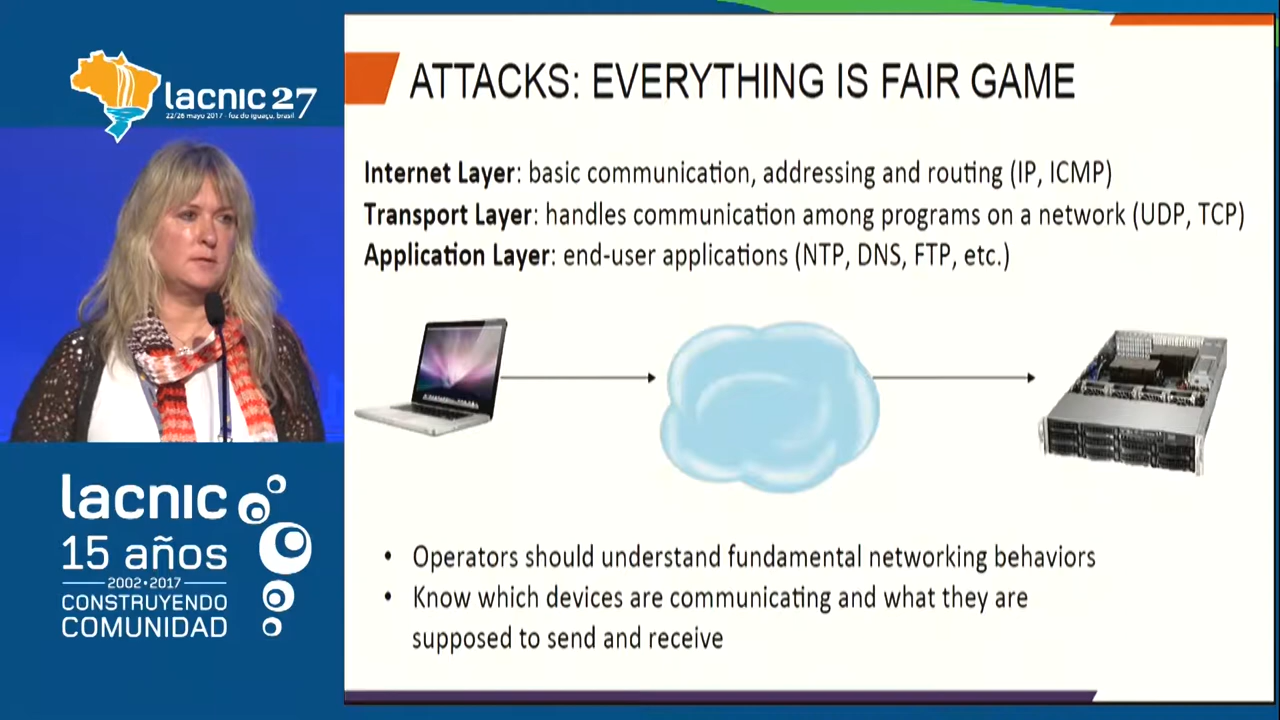 lacnic 27
22/26 mayo 2017 - foz do iguaçu, brasil
ATTACKS: EVERYTHING IS FAIR GAME
Internet Layer: basic communication, addressing and routing (IP, ICMP)
Transport Layer: handles communication among programs on a network (UDP, TCP)
Application Layer: end-user applications (NTP, DNS, FTP, etc.)
• Operators should understand fundamental networking behaviors
• Know which devices are communicating and what they are
supposed to send and receive
lacnic
15 años
2002•2017
CONSTRUYENDO
COMUNIDAD